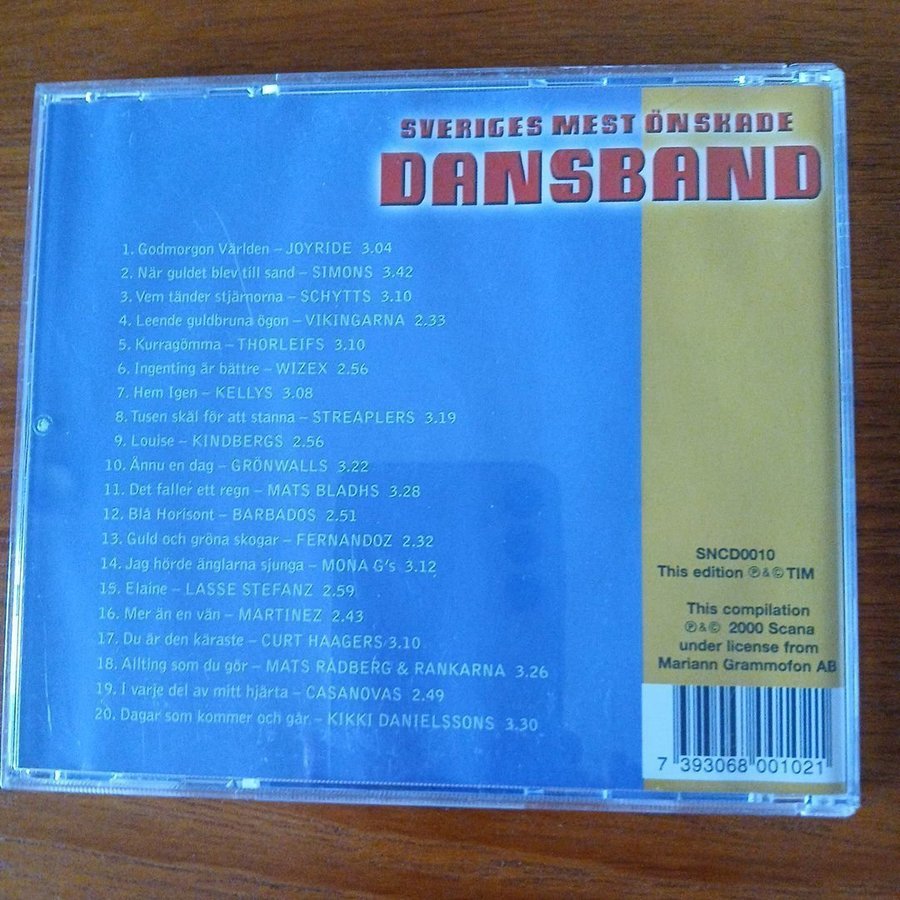 SVERIGES MEST ÖNSKADE
DANSBAND
1. Godmorgon Världen – JOYRIDE 3.04
2. När guldet blev till sand – SIMONS 3.42
3. Vem tänder stjärnorna – SCHYTTS 3.10
4. Leende guldbruna ögon – VIKINGARNA 2.33
5. Kurragömma – THORLEIFS 3.10
6. Ingenting är bättre – WIZEX 2.56
7. Hem Igen – KELLYS 3.08
8. Tusen skäl för att stanna – STREAPLERS 3.19
9. Louise – KINDBERGS 2.56
10. Ännu en dag – GRÖNWALLS 3.22
11. Det faller ett regn – MATS BLADHS 3.28
12. Blå Horisont – BARBADOS 2.51
13. Guld och gröna skogar – FERNANDOZ 2.32
14. Jag hörde änglarna sjunga – MONA G's 3.12
15. Elaine – LASSE STEFANZ 2.59
16. Mer än en vän – MARTINEZ 2.43
17. Du är den käraste – CURT HAAGERS 3.10
18. Allting som du gör – MATS RÅDBERG & RANKARNA 3.26
19. I varje del av mitt hjärta – CASANOVAS 2.49
20. Dagar som kommer och går – KIKKI DANIELSSONS 3.30
SNCD0010
This edition ℗&© TIM
This compilation
℗&© 2000 Scana
under license from
Mariann Grammofon AB
7 393068 001021